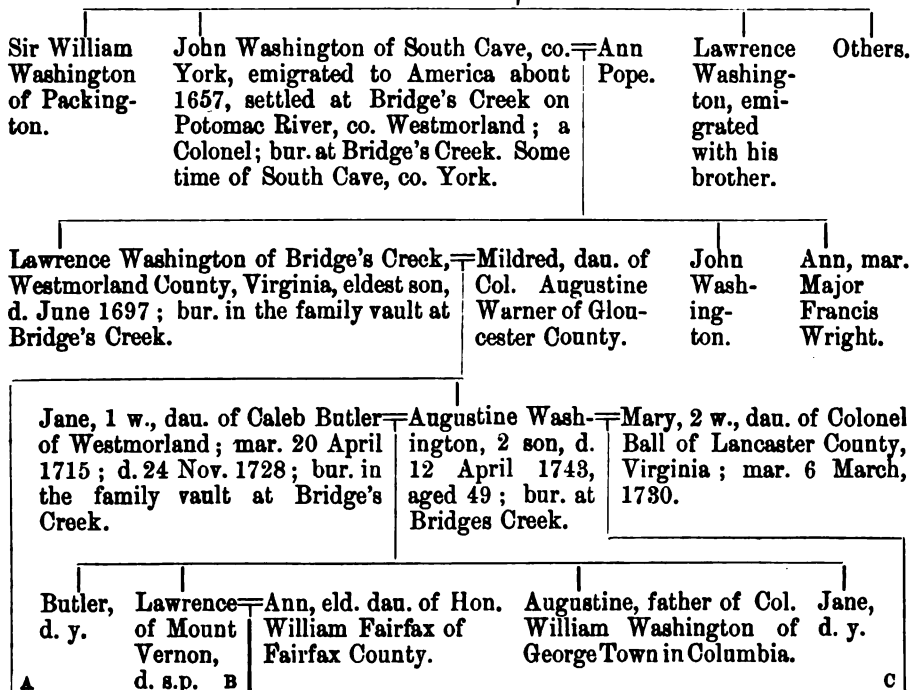 Sir William
Washington
of Packing-
ton.
John Washington of South Cave, co.
York, emigrated to America about
1657, settled at Bridge's Creek on
Potomac River, co. Westmorland ; a
Colonel; bur. at Bridge's Creek. Some
time of South Cave, co. York.
Ann
Pope.
Lawrence
Washing-
ton, emi-
grated
with his
brother.
Others.
Lawrence Washington of Bridge's Creek,
Westmorland County, Virginia, eldest son,
d. June 1697 ; bur. in the family vault at
Bridge's Creek.
Mildred, dau. of
Col. Augustine
Warner of Glou-
cester County.
John
Wash-
ing-
ton.
Ann, mar.
Major
Francis
Wright.
Jane, 1 w., dau. of Caleb Butler
of Westmorland ; mar. 20 April
1715 ; d. 24 Nov. 1728 ; bur. in
the family vault at Bridge's
Creek.
Augustine Wash-
ington, 2 son, d.
12 April 1743,
aged 49 ; bur. at
Bridges Creek.
Mary, 2 w., dau. of Colonel
Ball of Lancaster County,
Virginia ; mar. 6 March,
1730.
Butler,
d. y.
Lawrence
of Mount
Vernon,
d. s.p.
Ann, eld. dau. of Hon.
William Fairfax of
Fairfax County.
Augustine, father of Col.
William Washington of
George Town in Columbia.
Jane,
d. y.
A
B
C